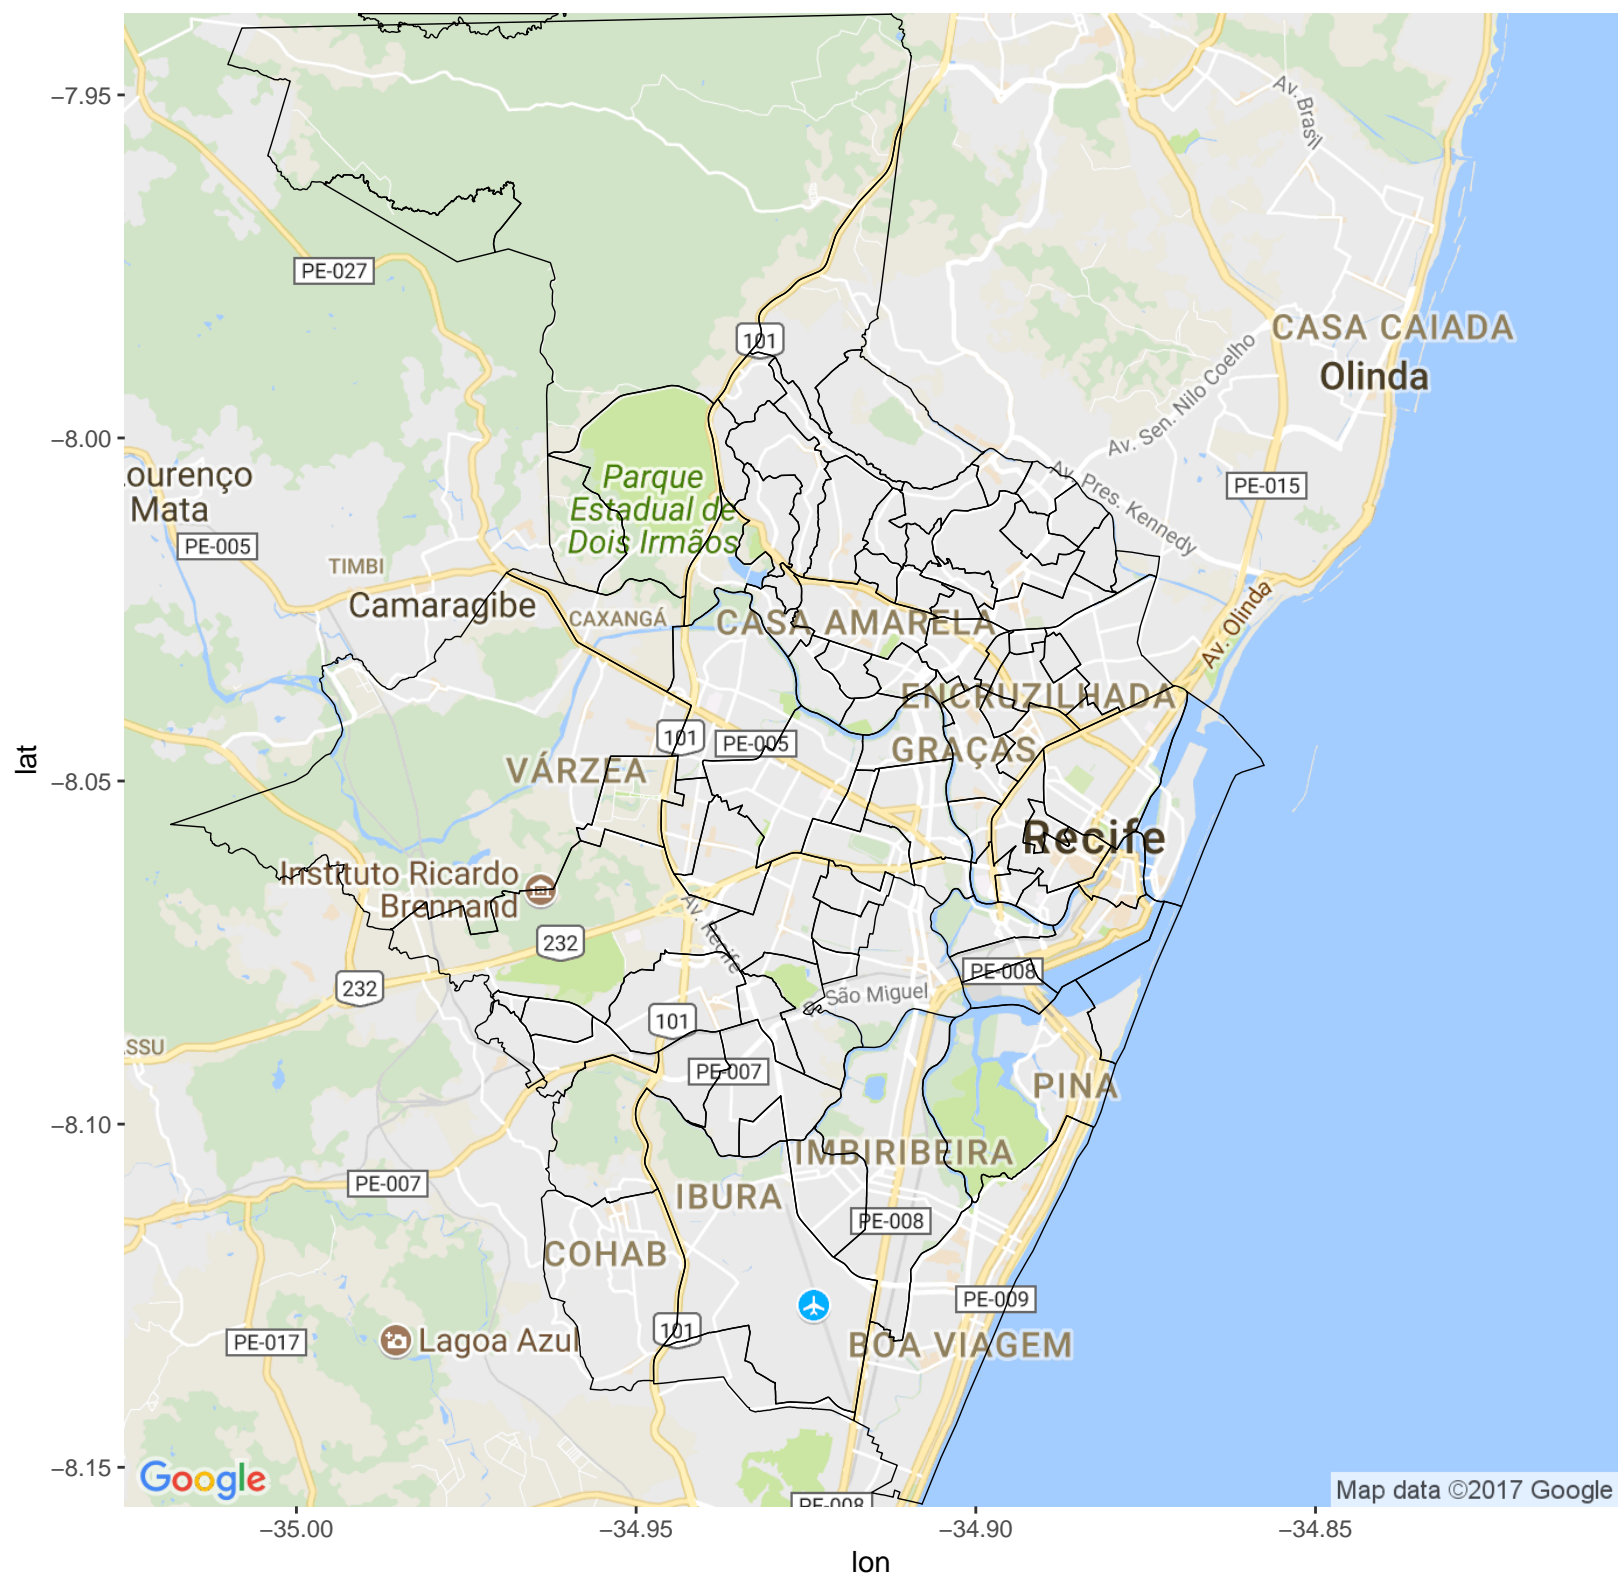 −7.95
Av. Brasil
PE-027
CASA CAIADA
101
Av. Sen. Nilo Coelho
Olinda
−8.00
ourenço
Mata
Parque
Estadual de
Dois Irmãos
Av. Pres. Kennedy
PE-015
PE-005
TIMBI
Camaragibe
CAXANGÁ
CASA AMARELA
Av. Olinda
ENCRUZILHADA
101
PE-005
GRAÇAS
lat
−8.05
VÁRZEA
Recife
Instituto Ricardo
Brennand
Av. Recife
232
PE-008
232
São Miguel
101
SSU
PE-007
PINA
−8.10
IMBIRIBEIRA
PE-007
IBURA
PE-008
COHAB
PE-009
101
PE-017
Lagoa Azul
BOA VIAGEM
−8.15
Google
PE-008
Map data ©2017 Google
−35.00
−34.95
−34.90
−34.85
lon